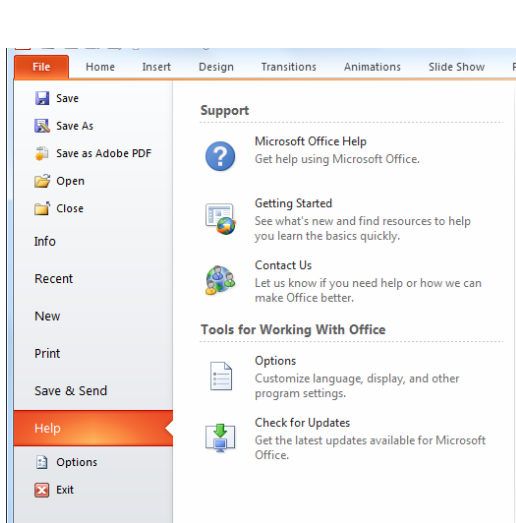 File Home Insert Design Transitions Animations Slide Show
Save
Save As
Save as Adobe PDF
Open
Close
Info
Recent
New
Print
Save & Send
Help
Options
Exit
Support
Microsoft Office Help
Get help using Microsoft Office.
Getting Started
See what's new and find resources to help
you learn the basics quickly.
Contact Us
Let us know if you need help or how we can
make Office better.
Tools for Working With Office
Options
Customize language, display, and other
program settings.
Check for Updates
Get the latest updates available for Microsoft
Office.